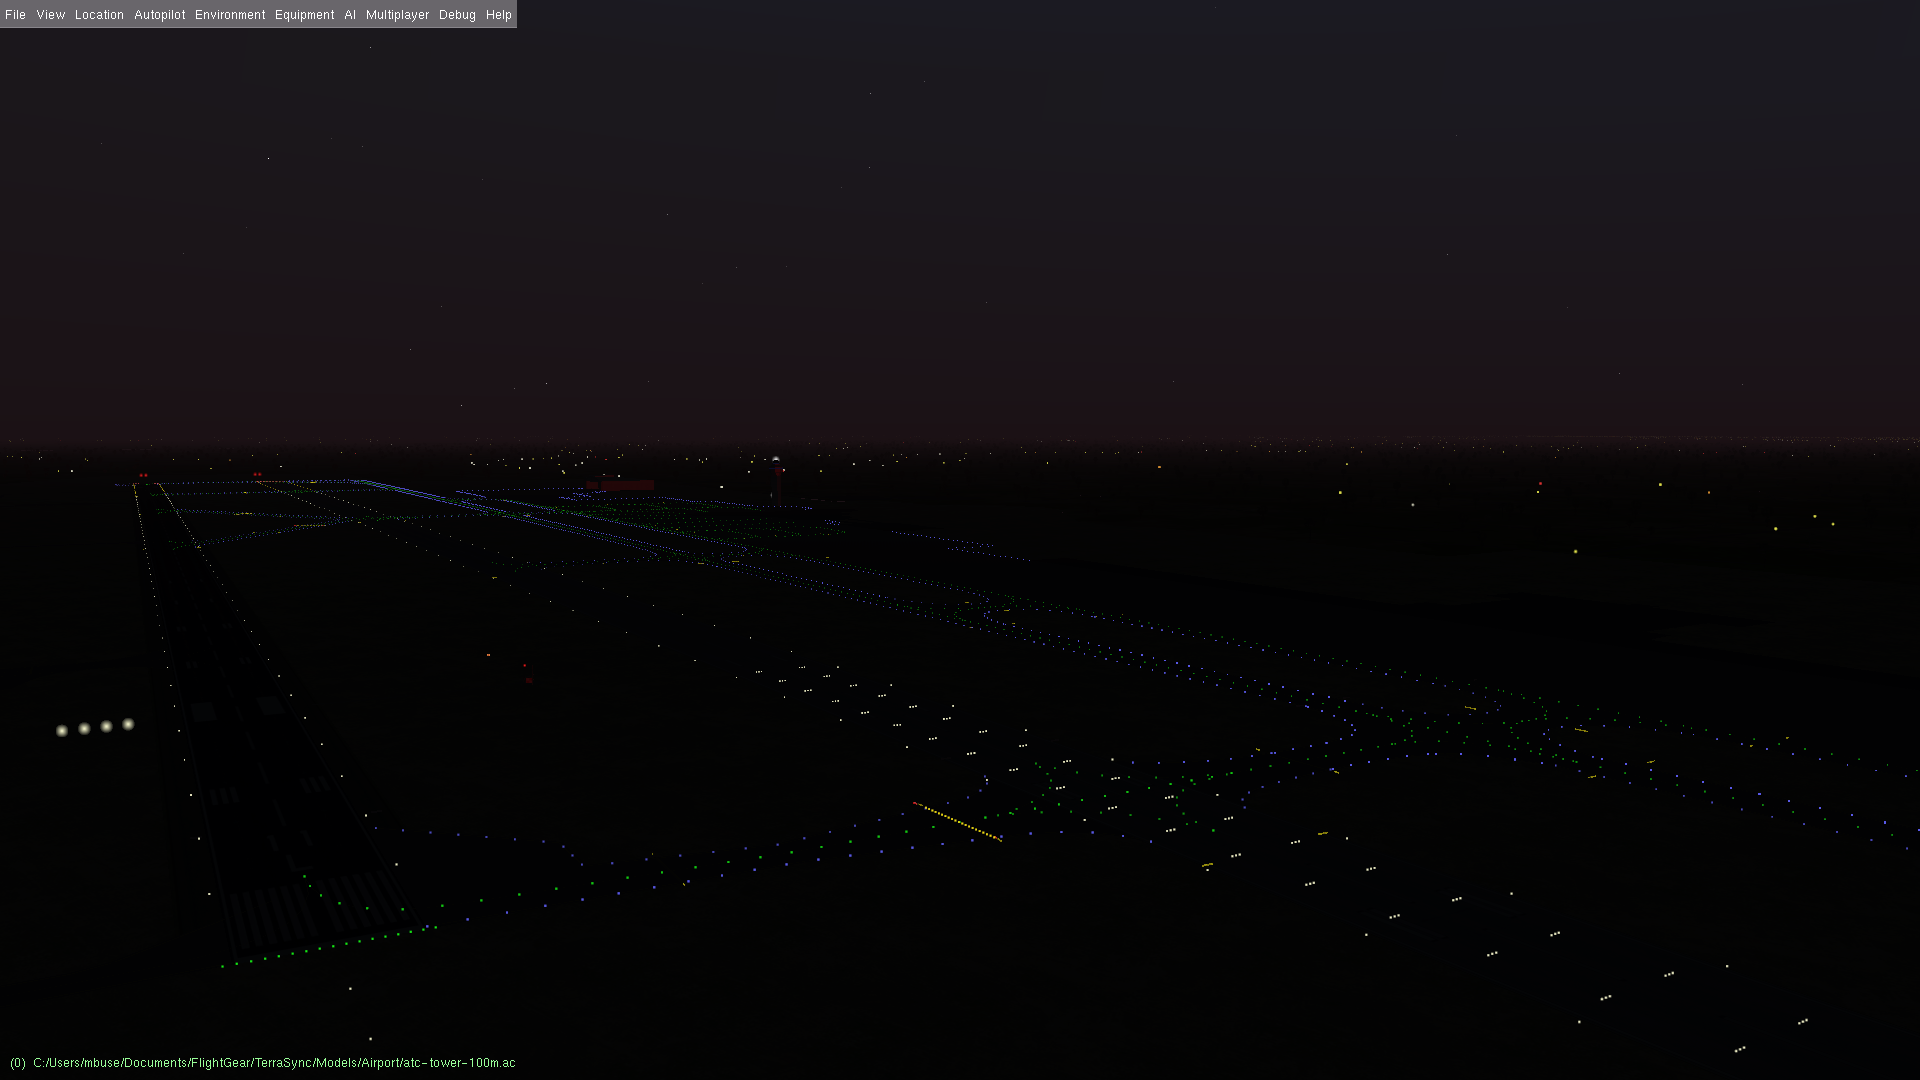 File View Location Autopilot Environment Equipment AI Multiplayer Debug Help
(0) C:/Users/mbuse/Documents/FlightGear/TerraSync/Models/Airport/atc-tower-100m.ac